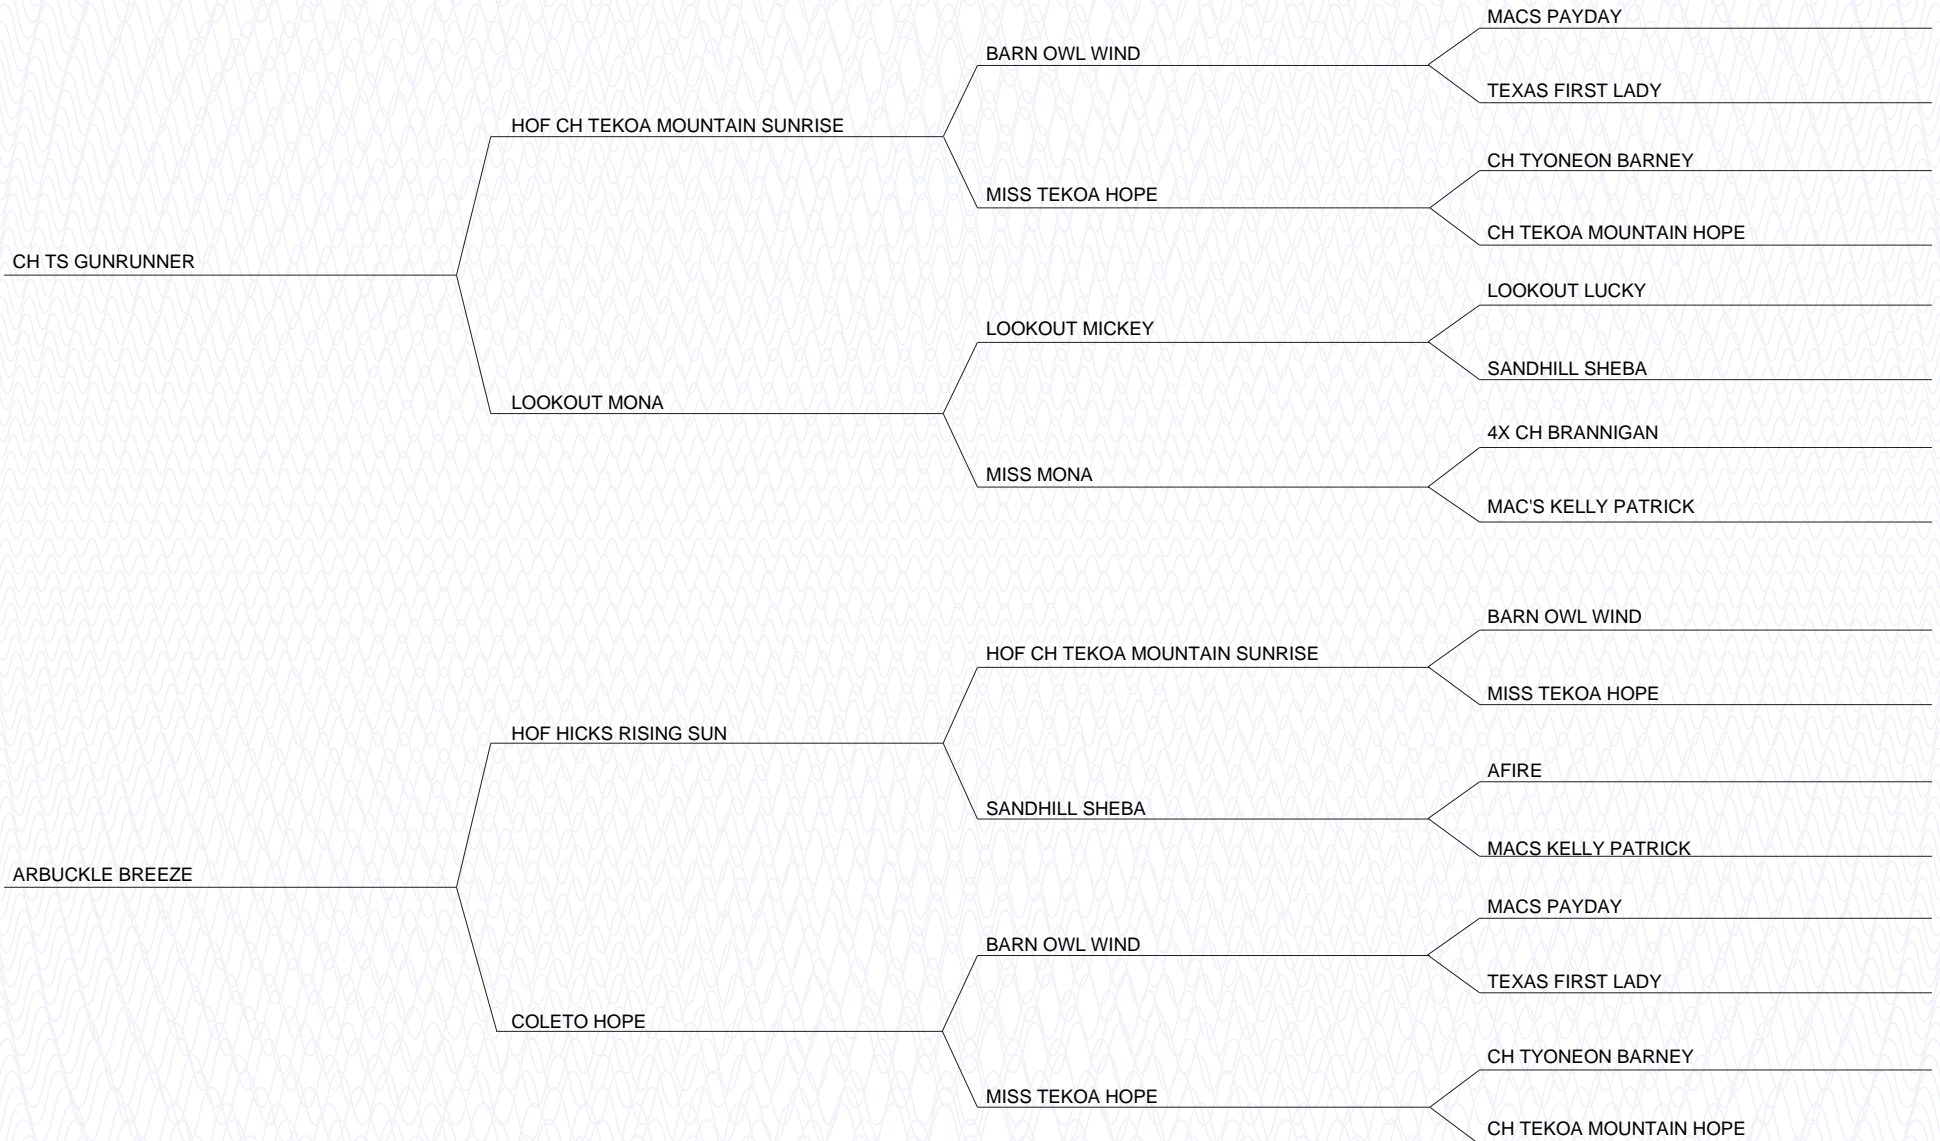 MACS PAYDAY
BARN OWL WIND
TEXAS FIRST LADY
HOF CH TEKOA MOUNTAIN SUNRISE
CH TYONEON BARNEY
MISS TEKOA HOPE
CH TEKOA MOUNTAIN HOPE
CH TS GUNRUNNER
LOOKOUT LUCKY
LOOKOUT MICKEY
SANDHILL SHEBA
LOOKOUT MONA
4X CH BRANNIGAN
MISS MONA
MAC'S KELLY PATRICK
BARN OWL WIND
HOF CH TEKOA MOUNTAIN SUNRISE
MISS TEKOA HOPE
HOF HICKS RISING SUN
AFIRE
SANDHILL SHEBA
MACS KELLY PATRICK
ARBUCKLE BREEZE
MACS PAYDAY
BARN OWL WIND
TEXAS FIRST LADY
COLETO HOPE
CH TYONEON BARNEY
MISS TEKOA HOPE
CH TEKOA MOUNTAIN HOPE